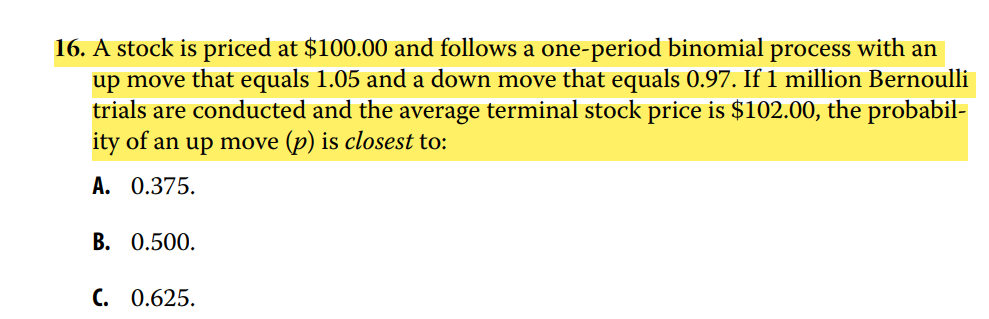 16. A stock is priced at $100.00 and follows a one-period binomial process with an
up move that equals 1.05 and a down move that equals 0.97. If 1 million Bernoulli
trials are conducted and the average terminal stock price is $102.00, the probabil-
ity of an up move (p) is closest to:
A. 0.375.
B. 0.500.
C. 0.625.